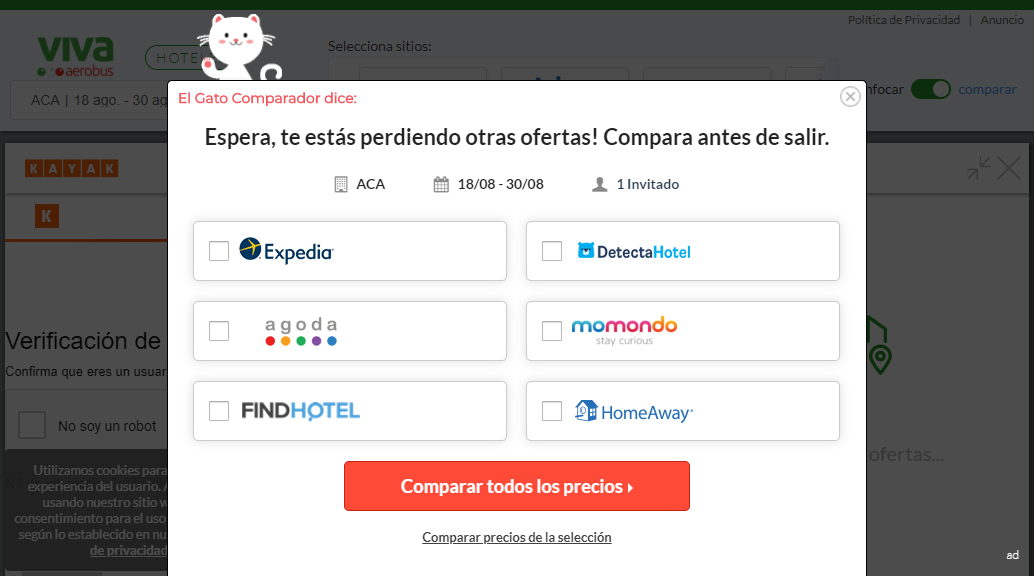 Política de Privacidad | Anuncio
viva
aerobus
HOTEL
Selecciona sitios:
ACA | 18 ago. - 30 ag
nfocar
comparar
El Gato Comparador dice:
Espera, te estás perdiendo otras ofertas! Compara antes de salir.
KAYAK
ACA
18/08 - 30/08
1 Invitado
K
Expedia
DetectaHotel
agoda
momondo
stay curious
Verificación de
Confirma que eres un usuar
FINDHOTEL
HomeAway
No soy un robot
ofertas...
Utilizamos cookies para
experiencia del usuario. A
usando nuestro sitio w
consentimiento para el uso
según lo establecido en nu
de privacidad
Comparar todos los precios
Comparar precios de la selección
ad